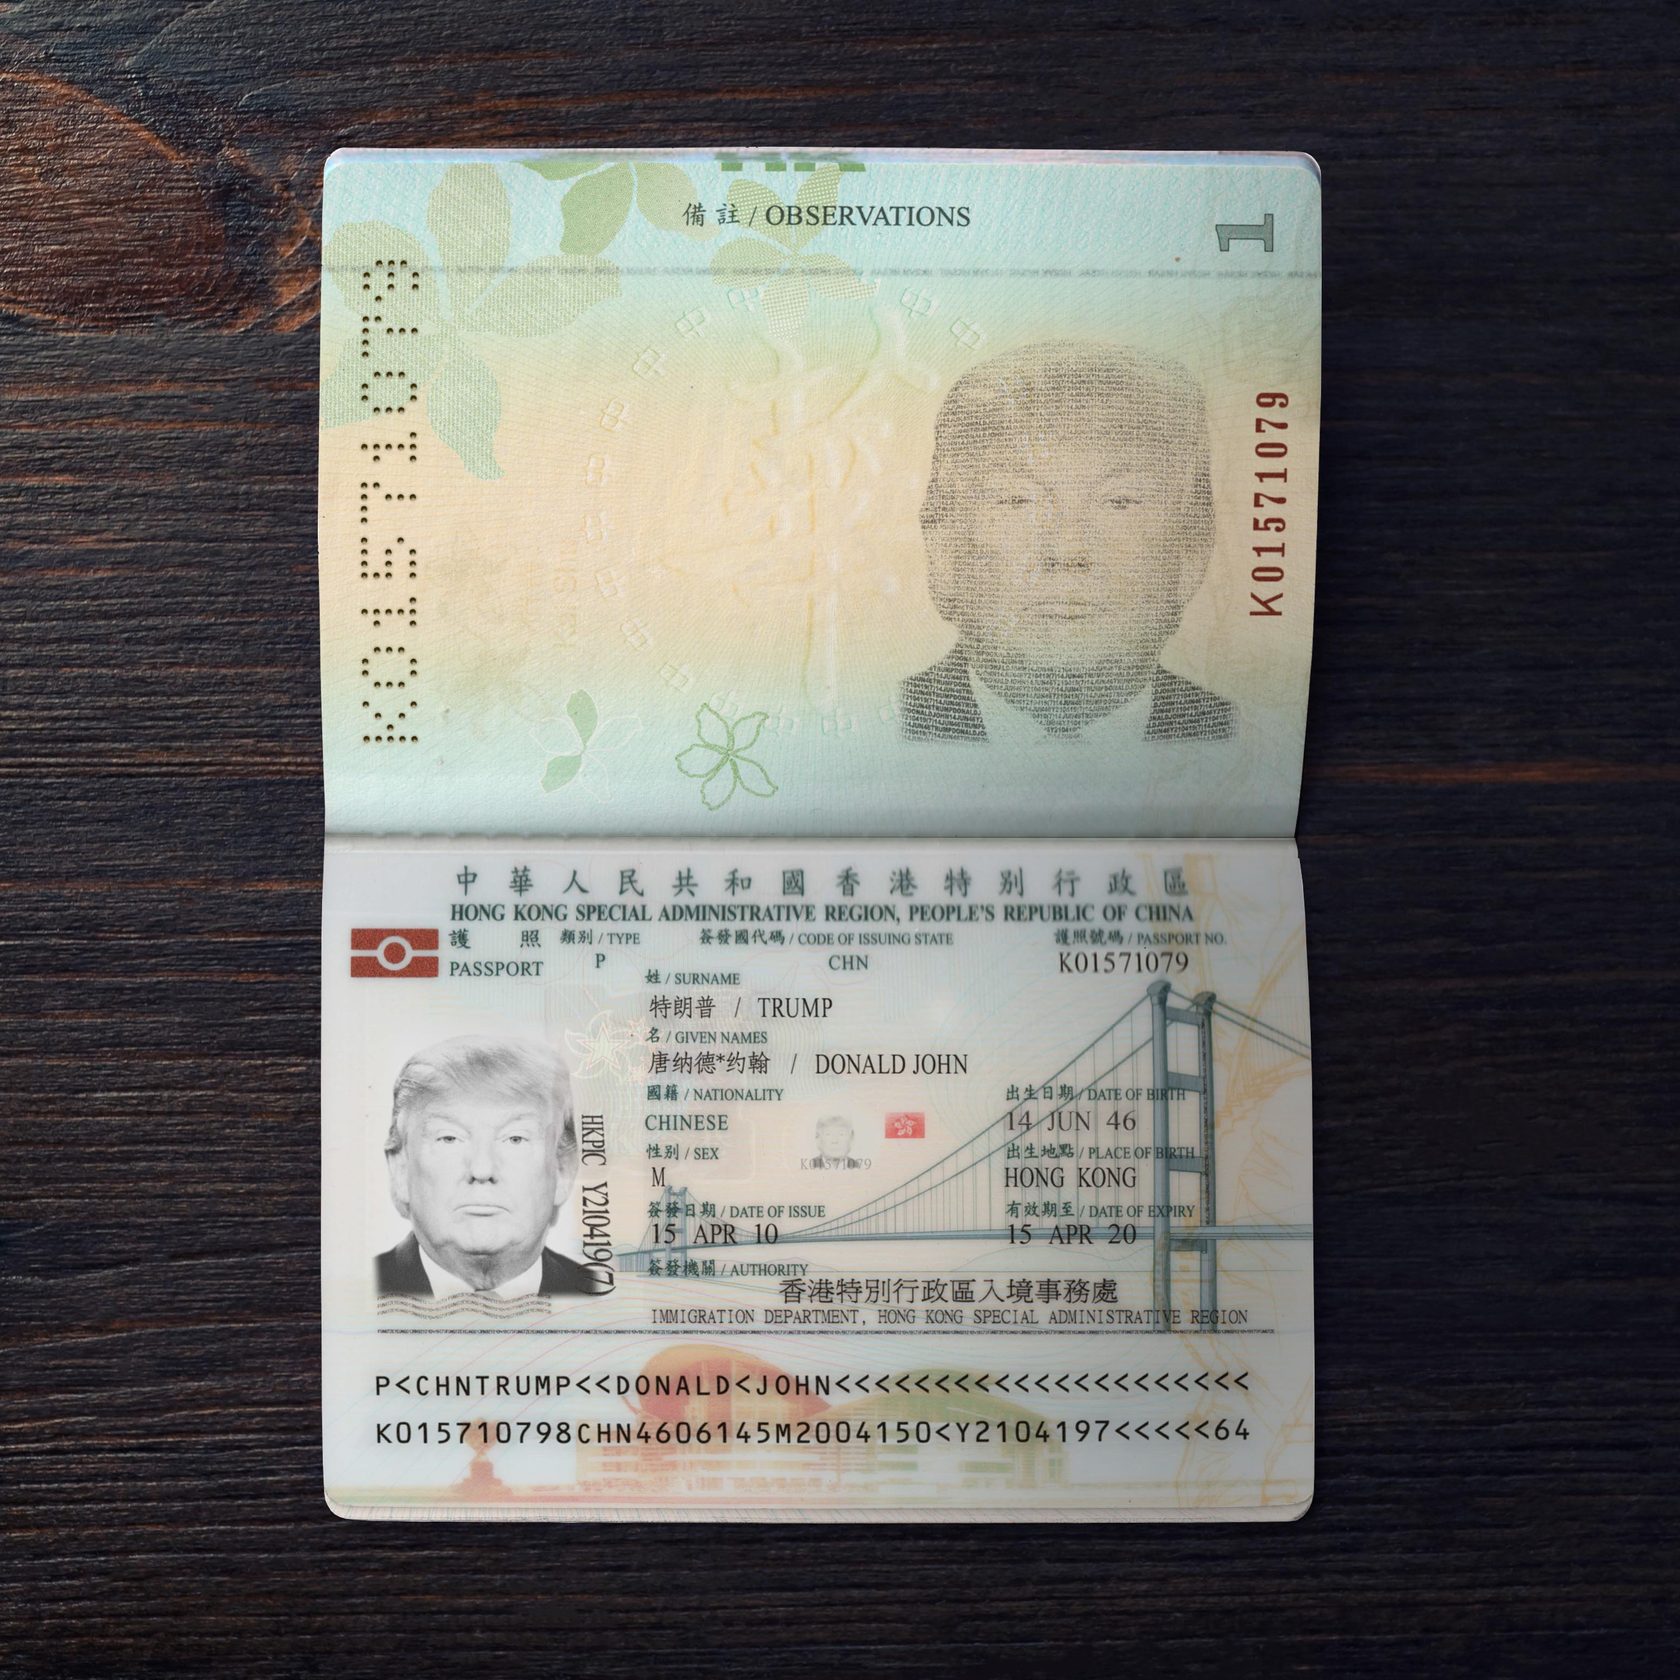 備註 / OBSERVATIONS
1
K01571079
K01571079
中華人民共和國香港特別行政區
HONG KONG SPECIAL ADMINISTRATIVE REGION, PEOPLE'S REPUBLIC OF CHINA
護照 類別 / TYPE 簽發國代碼 / CODE OF ISSUING STATE 護照號碼 / PASSPORT NO.
PASSPORT P CHN K01571079
姓 / SURNAME
特朗普 / TRUMP
名 / GIVEN NAMES
唐纳德*约翰 / DONALD JOHN
國籍 / NATIONALITY 出生日期 / DATE OF BIRTH
CHINESE 14 JUN 46
性別 / SEX 出生地點 / PLACE OF BIRTH
M HONG KONG
K01571079
簽發日期 / DATE OF ISSUE 有效期至 / DATE OF EXPIRY
15 APR 10 15 APR 20
簽發機關 / AUTHORITY
香港特別行政區入境事務處
IMMIGRATION DEPARTMENT, HONG KONG SPECIAL ADMINISTRATIVE REGION
HKPIC Y210419(7)
P<CHNTRUMP<<DONALD<JOHN<<<<<<<<<<<<<<<<<<<<<
K015710798CHN4606145M2004150<Y2104197<<<<<64